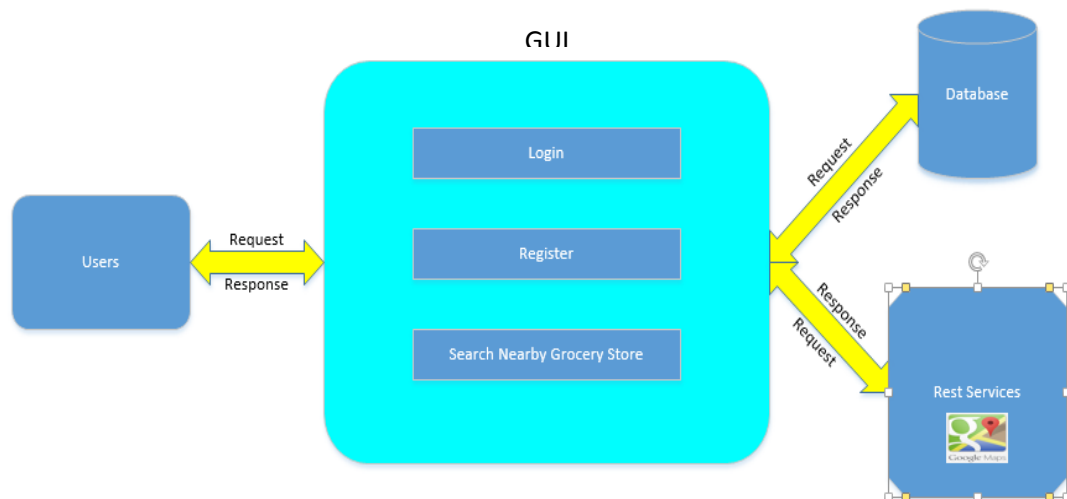 GUI
Database
Login
Request
Response
Users
Request
Response
Register
Search Nearby Grocery Store
Response
Request
Rest Services
Google Maps